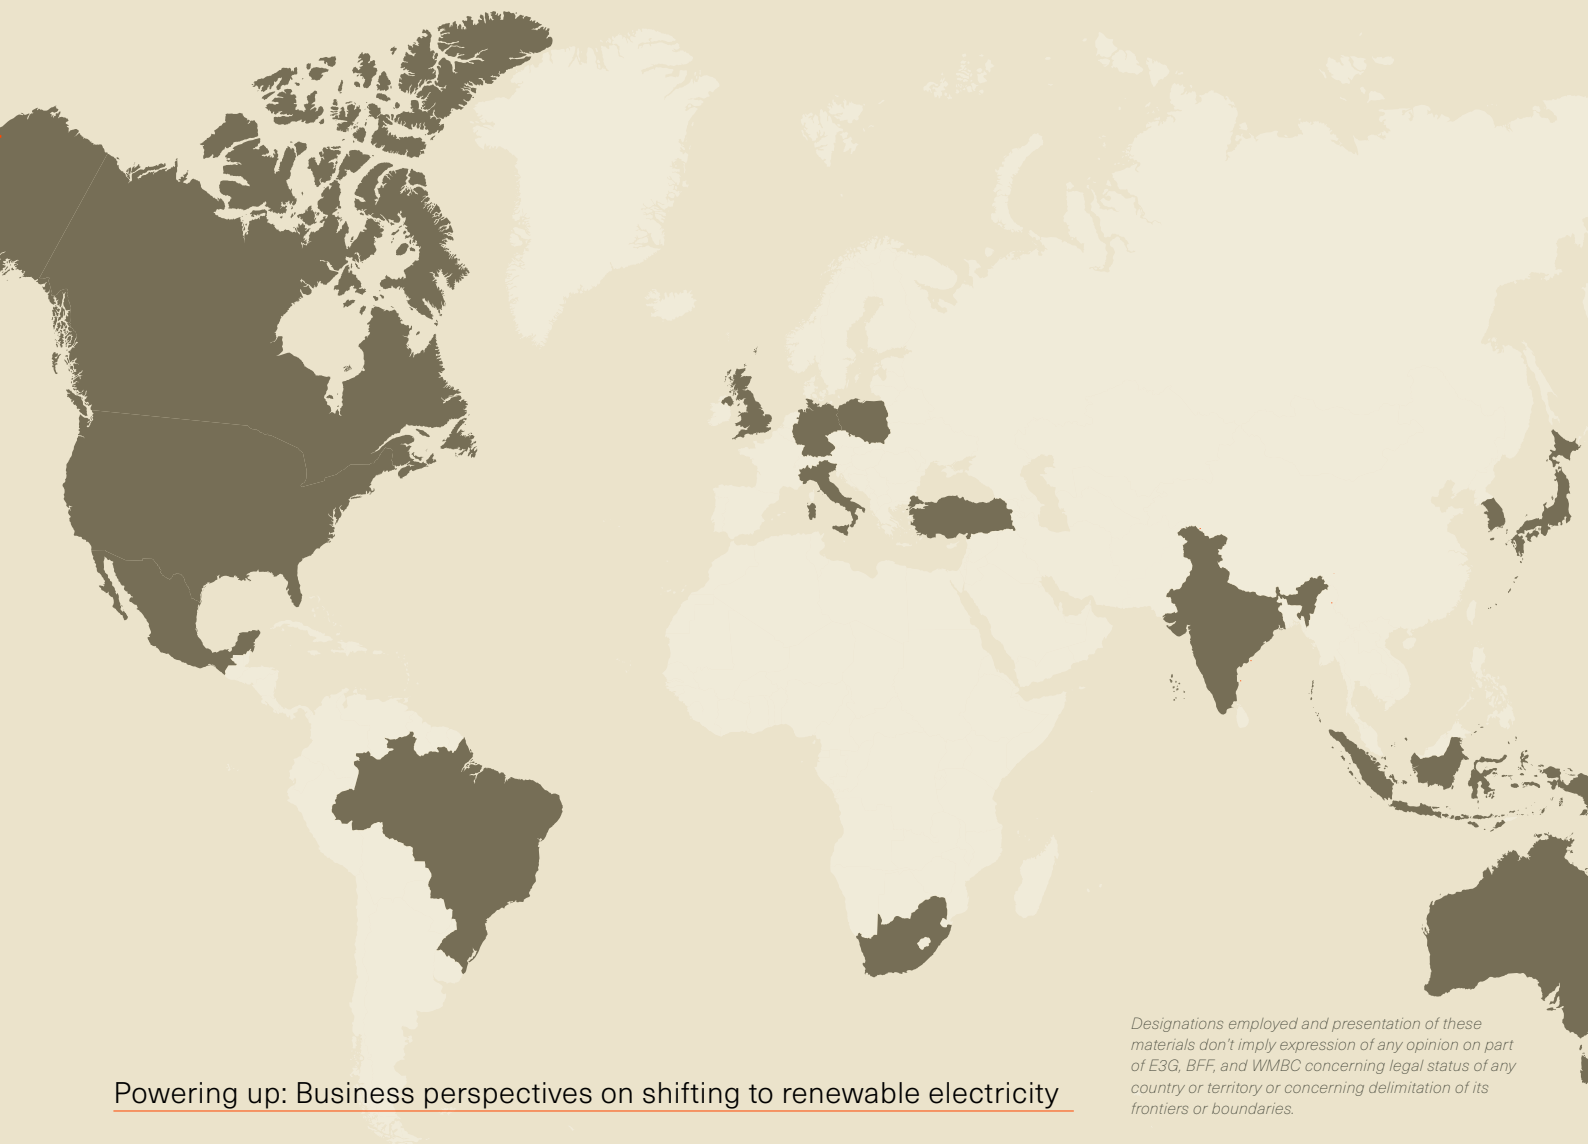 Powering up: Business perspectives on shifting to renewable electricity
Designations employed and presentation of these
materials don't imply expression of any opinion on part
of E3G, BFF, and WMBC concerning legal status of any
country or territory or concerning delimitation of its
frontiers or boundaries.